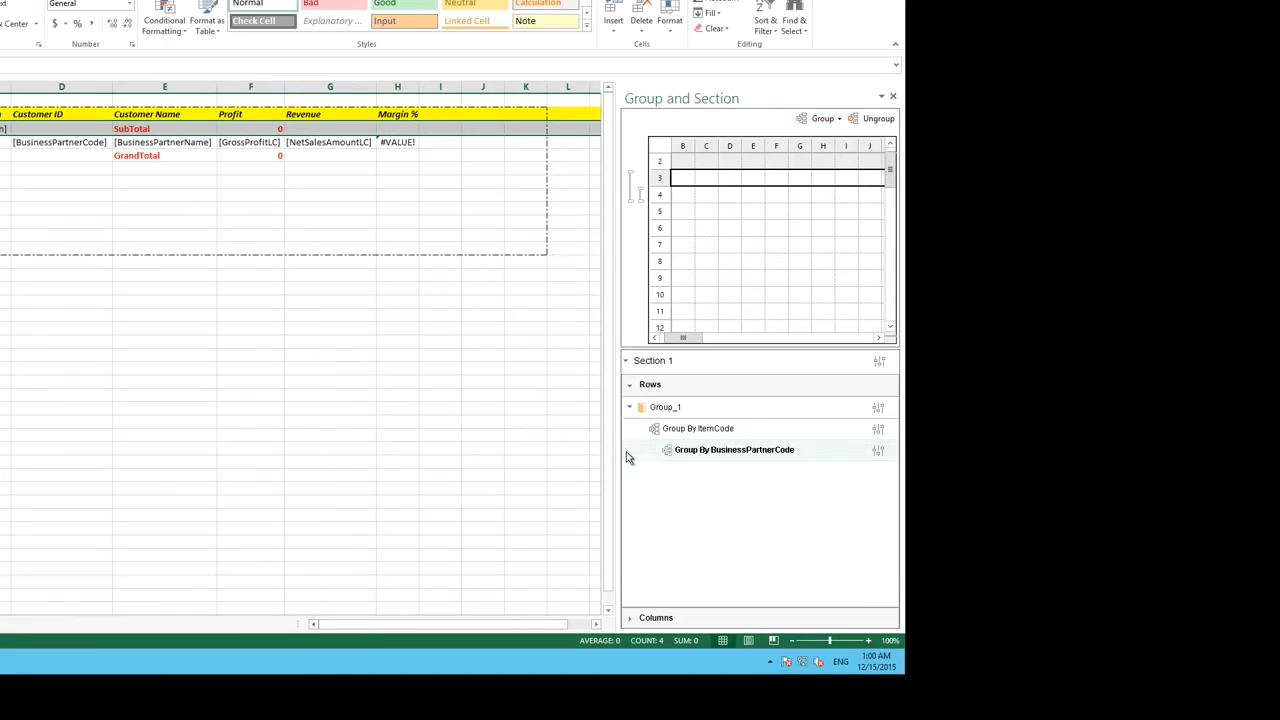 xt General Normal Bad Good Neutral Calculation
Conditional Format as Check Cell Explanatory ... Input Linked Cell Note Insert Delete Format Fill Sort & Find &
Center $ % , Formatting Table Clear Filter Select
Number Styles Cells Editing
D E F G H I J K L
Customer ID Customer Name Profit Revenue Margin %
n] SubTotal 0
[BusinessPartnerCode] [BusinessPartnerName] [GrossProfitLC] [NetSalesAmountLC] #VALUE!
GrandTotal 0
Group and Section
Group Ungroup
B C D E F G H I J
2
3
4
5
6
7
8
9
10
11
12
Section 1
Rows
Group_1
Group By ItemCode
Group By BusinessPartnerCode
Columns
AVERAGE: 0 COUNT: 4 SUM: 0 100%
ENG 1:00 AM
12/15/2015